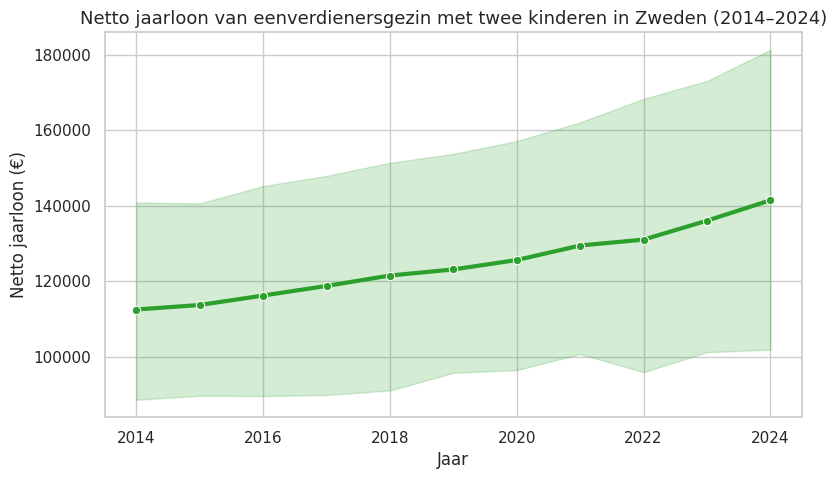 Netto jaarloon van eenverdienersgezin met twee kinderen in Zweden (2014–2024)
Netto jaarloon (€)
180000
160000
140000
120000
100000
2014 2016 2018 2020 2022 2024
Jaar